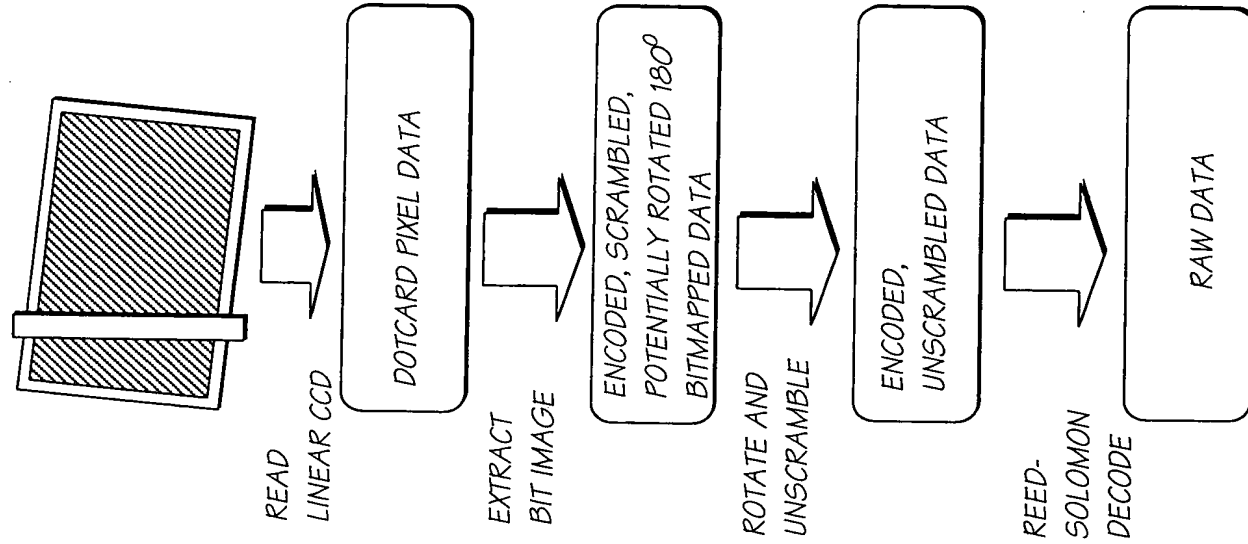 READ
LINEAR CCD
DOTCARD PIXEL DATA
EXTRACT
BIT IMAGE
ENCODED, SCRAMBLED,
POTENTIALLY ROTATED 180°
BITMAPPED DATA
ROTATE AND
UNSCRAMBLE
ENCODED,
UNSCRAMBLED DATA
REED-
SOLOMON
DECODE
RAW DATA